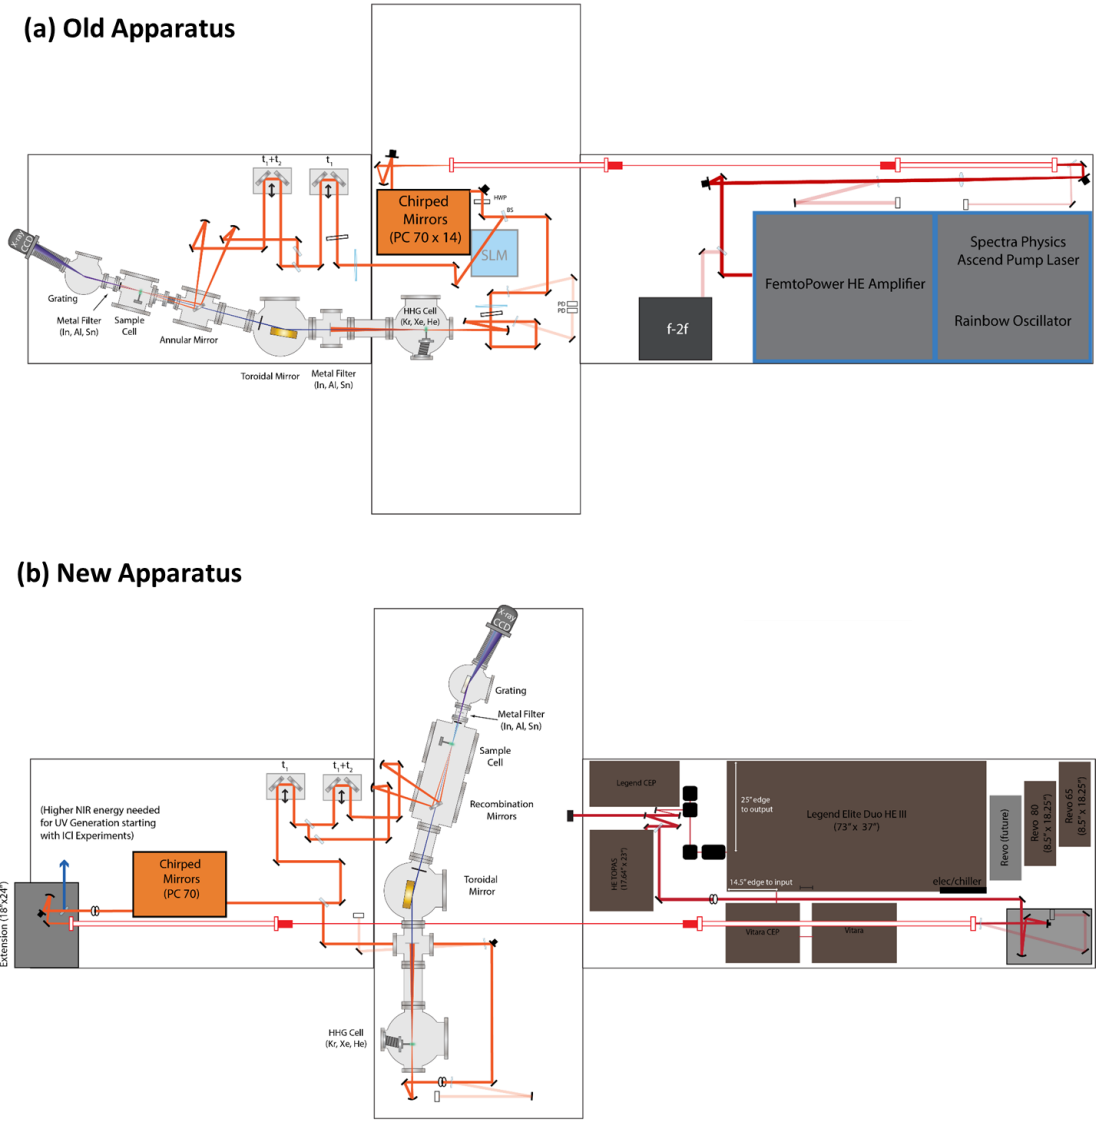 (a) Old Apparatus
t1+t2
t1
Chirped
Mirrors
(PC 70 x 14)
HWP
BS
SLM
X-ray
CCD
Grating
Metal Filter
(In, Al, Sn)
Sample
Cell
Annular Mirror
Toroidal Mirror
Metal Filter
(In, Al, Sn)
HHG Cell
(Kr, Xe, He)
PD
PD
f-2f
FemtoPower HE Amplifier
Spectra Physics
Ascend Pump Laser
Rainbow Oscillator
(b) New Apparatus
X-ray
CCD
Grating
Metal Filter
(In, Al, Sn)
Sample
Cell
Recombination
Mirrors
Toroidal
Mirror
t1
t1+t2
(Higher NIR energy needed
for UV Generation starting
with ICI Experiments)
Chirped
Mirrors
(PC 70)
Extension (18"x24")
HHG Cell
(Kr, Xe, He)
Legend CEP
25" edge
to output
Legend Elite Duo HE III
(73" x 37")
HE TOPAS
(17.64" x 23")
14.5" edge to input
elec/chiller
Vitara CEP
Vitara
Revo (future)
Revo 80
(8.5" x 18.25")
Revo 65
(8.5" x 18.25")